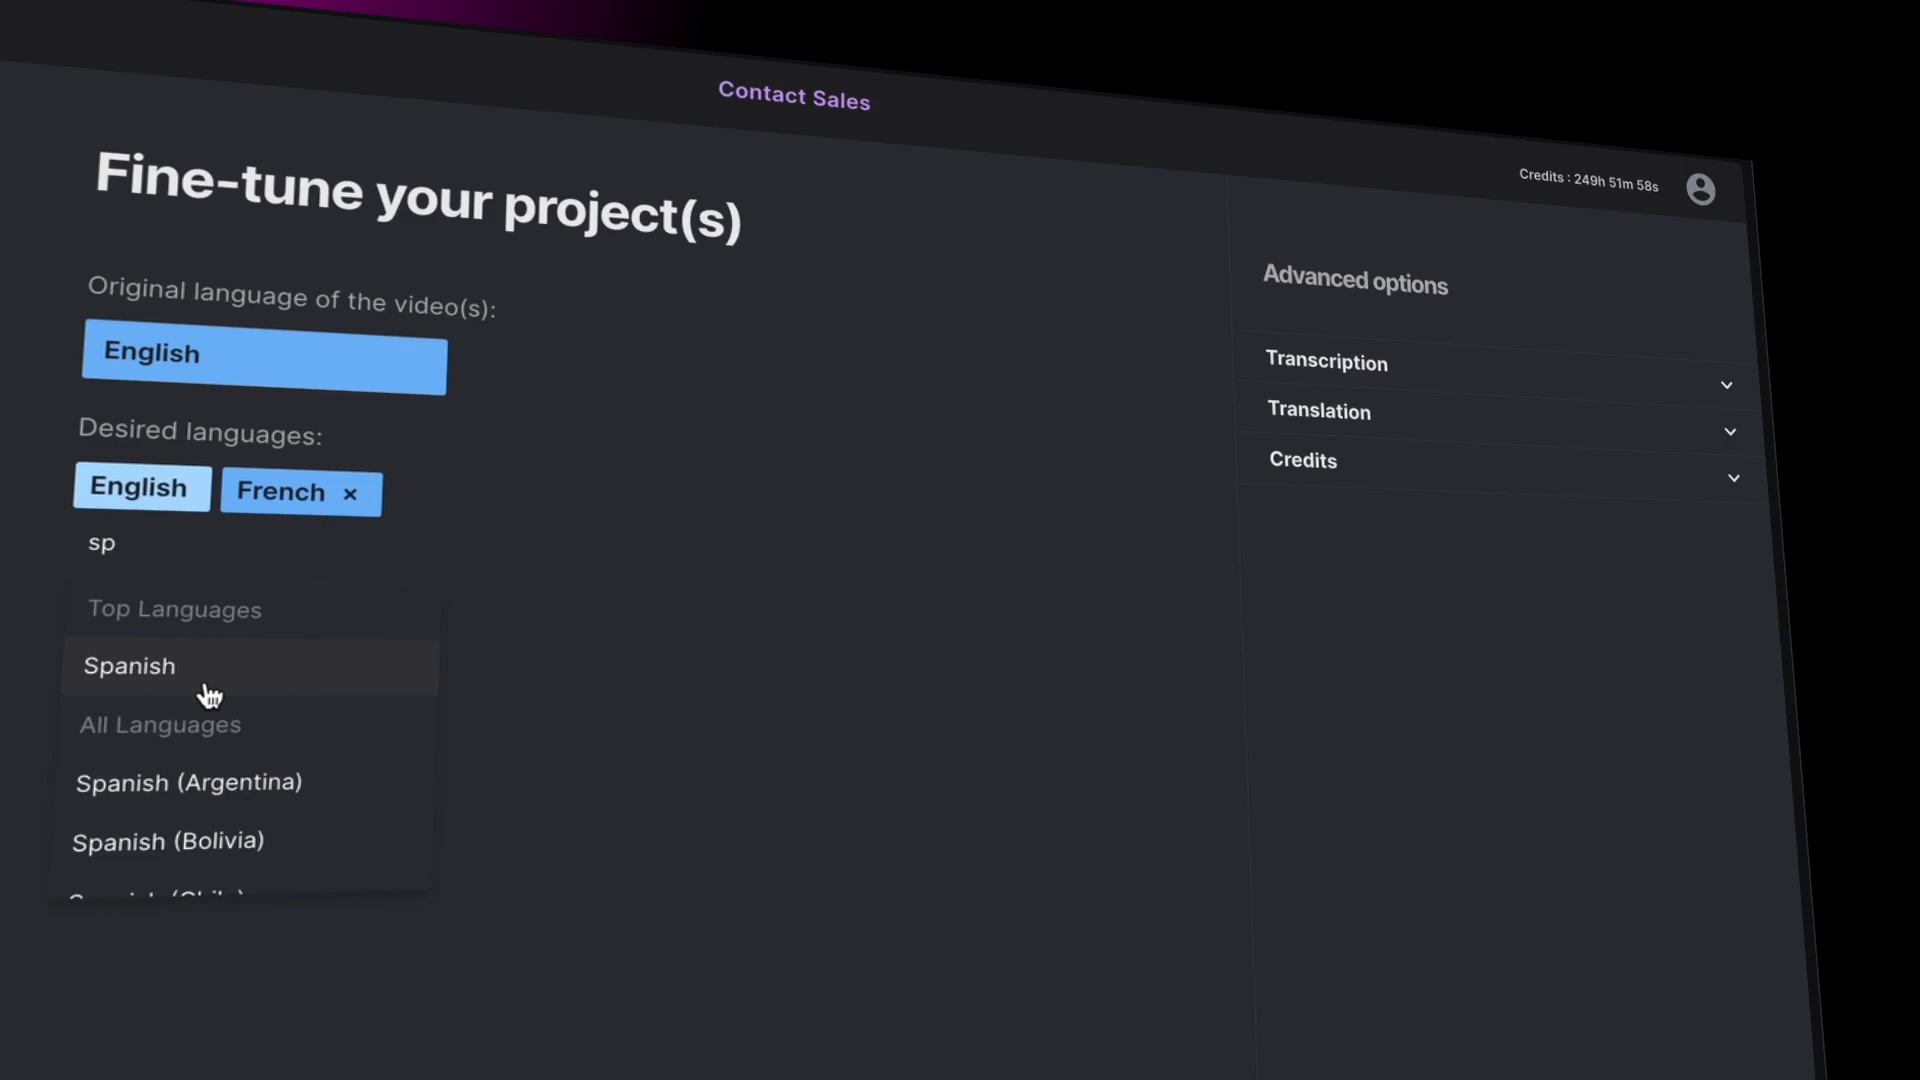 Contact Sales
Credits : 249h 51m 58s
Fine-tune your project(s)
Original language of the video(s):
English
Desired languages:
English
French ×
sp
Top Languages
Spanish
All Languages
Spanish (Argentina)
Spanish (Bolivia)
Advanced options
Transcription
Translation
Credits